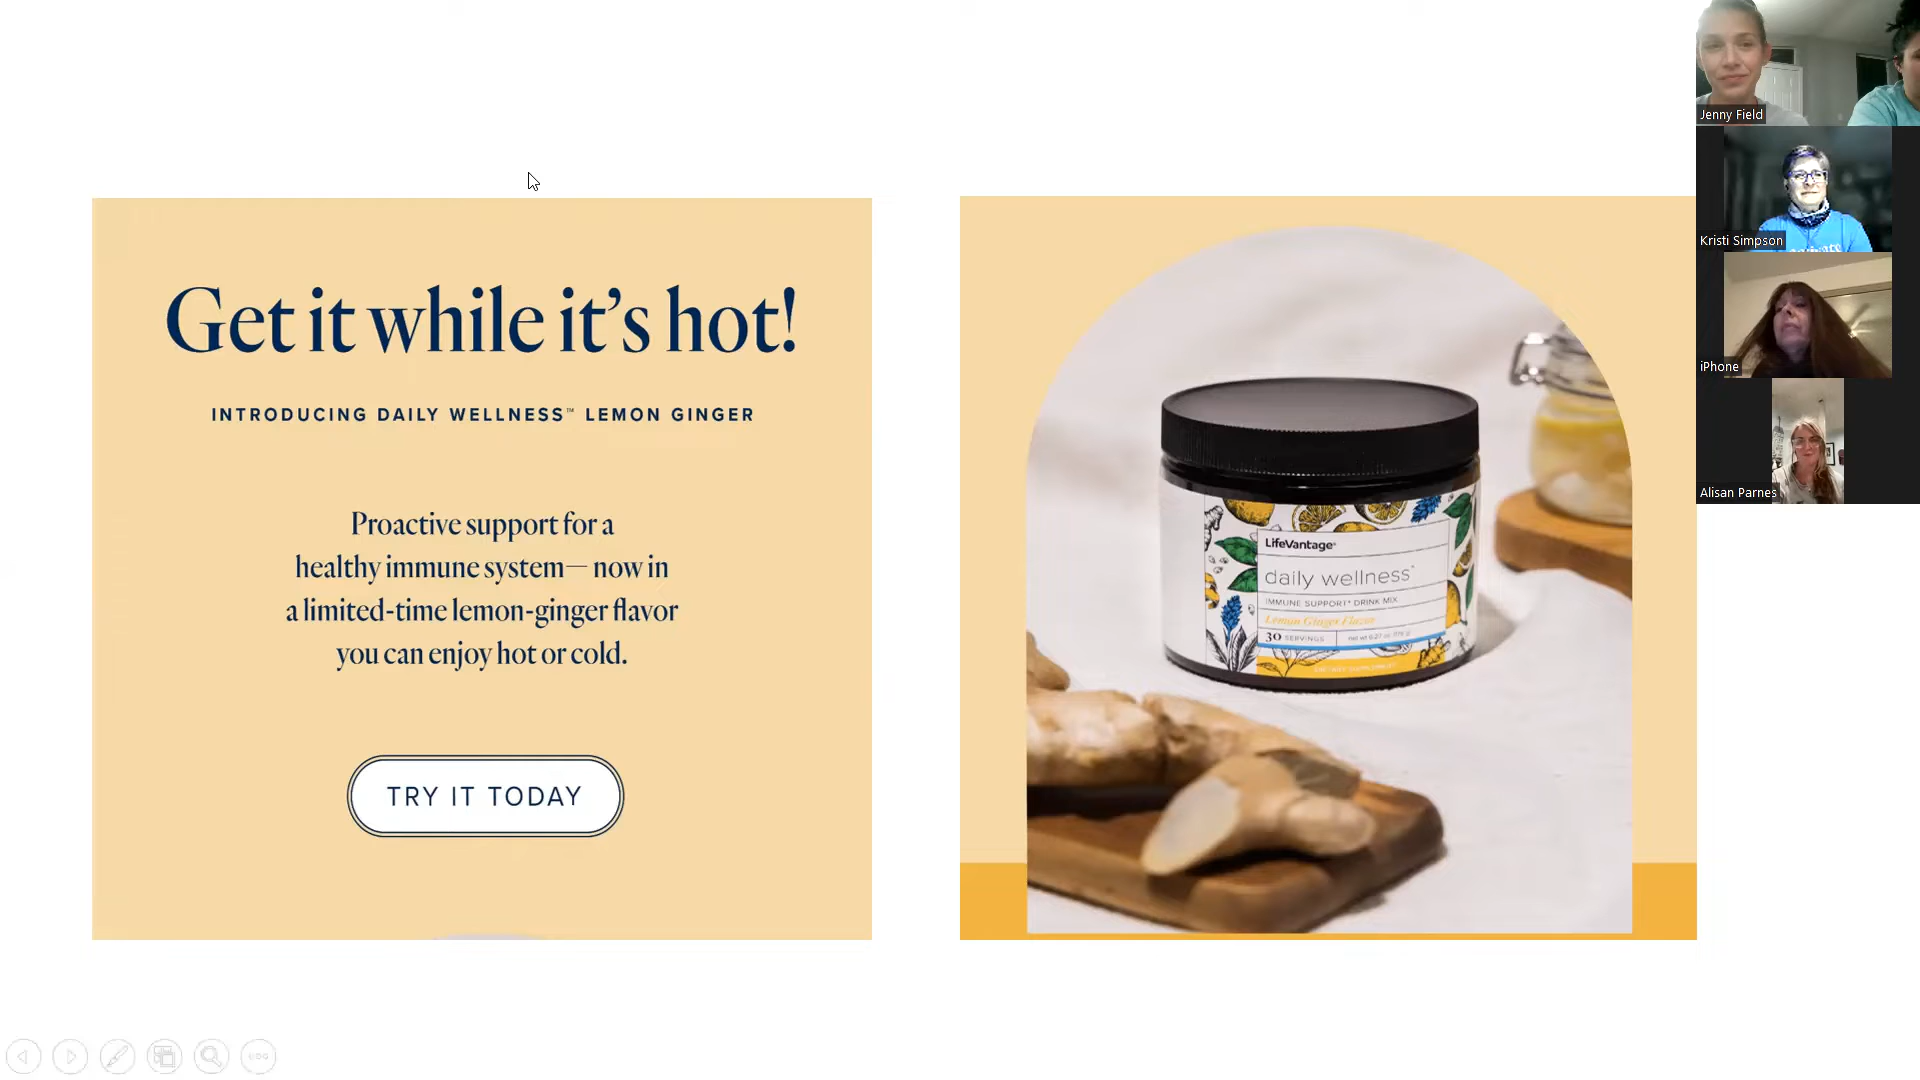 Get it while it's hot!
INTRODUCING DAILY WELLNESS™ LEMON GINGER
Proactive support for a
healthy immune system— now in
a limited-time lemon-ginger flavor
you can enjoy hot or cold.
TRY IT TODAY
LifeVantage®
daily wellness™
IMMUNE SUPPORT* DRINK MIX
Lemon Ginger Flavor
30 SERVINGS
Jenny Field
Kristi Simpson
iPhone
Alisan Parnes